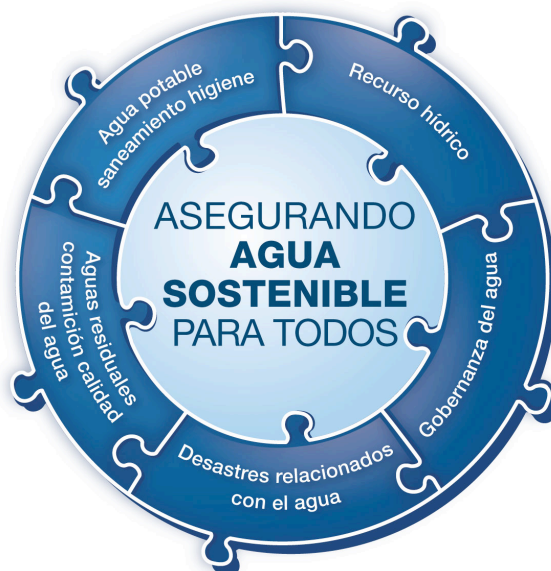 Agua potable
saneamiento higiene
Recurso hídrico
ASEGURANDO
AGUA
SOSTENIBLE
PARA TODOS
Aguas residuales
contamición calidad
del agua
Gobernanza del agua
Desastres relacionados
con el agua